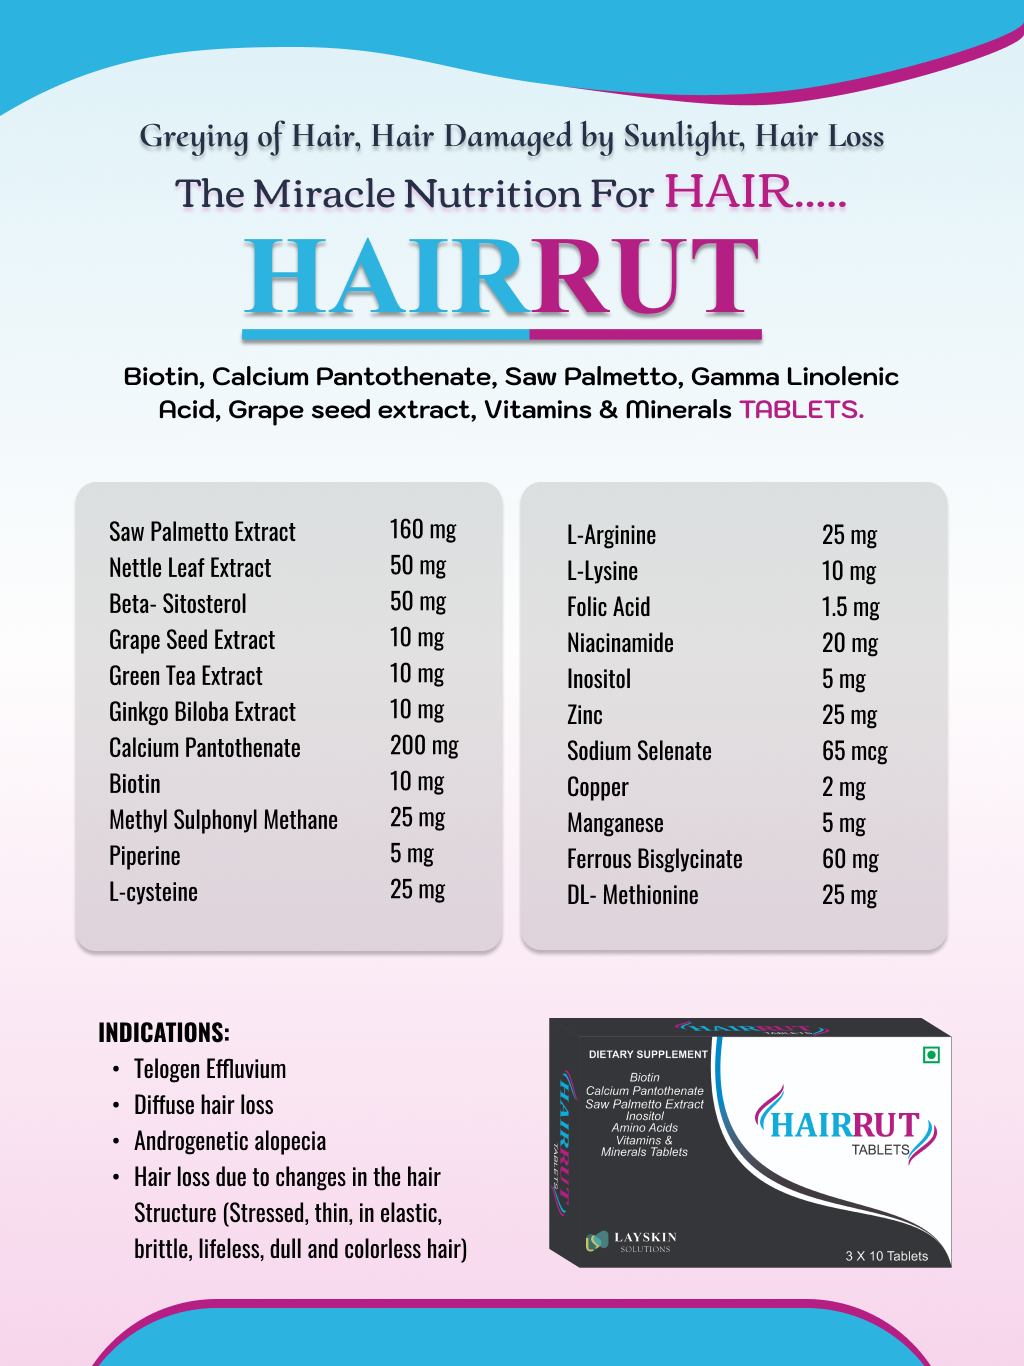 Greying of Hair, Hair Damaged by Sunlight, Hair Loss
The Miracle Nutrition For HAIR.....
HAIRRUT
Biotin, Calcium Pantothenate, Saw Palmetto, Gamma Linolenic
Acid, Grape seed extract, Vitamins & Minerals TABLETS.
Saw Palmetto Extract 160 mg
Nettle Leaf Extract 50 mg
Beta- Sitosterol 50 mg
Grape Seed Extract 10 mg
Green Tea Extract 10 mg
Ginkgo Biloba Extract 10 mg
Calcium Pantothenate 200 mg
Biotin 10 mg
Methyl Sulphonyl Methane 25 mg
Piperine 5 mg
L-cysteine 25 mg
L-Arginine 25 mg
L-Lysine 10 mg
Folic Acid 1.5 mg
Niacinamide 20 mg
Inositol 5 mg
Zinc 25 mg
Sodium Selenate 65 mcg
Copper 2 mg
Manganese 5 mg
Ferrous Bisglycinate 60 mg
DL- Methionine 25 mg
INDICATIONS:
• Telogen Effluvium
• Diffuse hair loss
• Androgenetic alopecia
• Hair loss due to changes in the hair
Structure (Stressed, thin, in elastic,
brittle, lifeless, dull and colorless hair)
HAIRRUT
TABLETS
HAIRRUT
TABLETS
DIETARY SUPPLEMENT
Biotin
Calcium Pantothenate
Saw Palmetto Extract
Inositol
Amino Acids
Vitamins &
Minerals Tablets
HAIRRUT
TABLETS
LAYSKIN
SOLUTIONS
3 X 10 Tablets